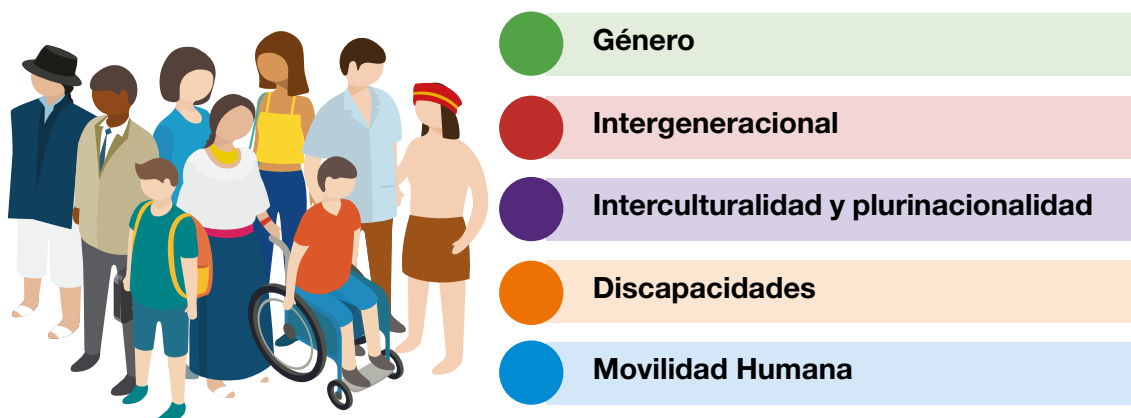 Género
Intergeneracional
Interculturalidad y plurinacionalidad
Discapacidades
Movilidad Humana